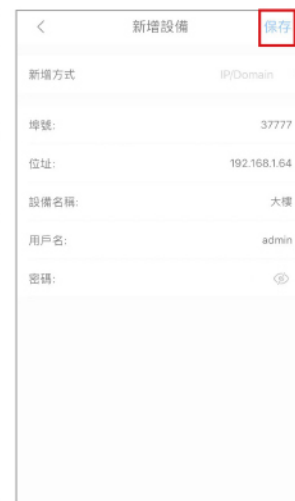 新增設備 保存
新增方式 IP/Domain
埠號: 37777
位址: 192.168.1.64
設備名稱: 大樓
用戶名: admin
密碼: